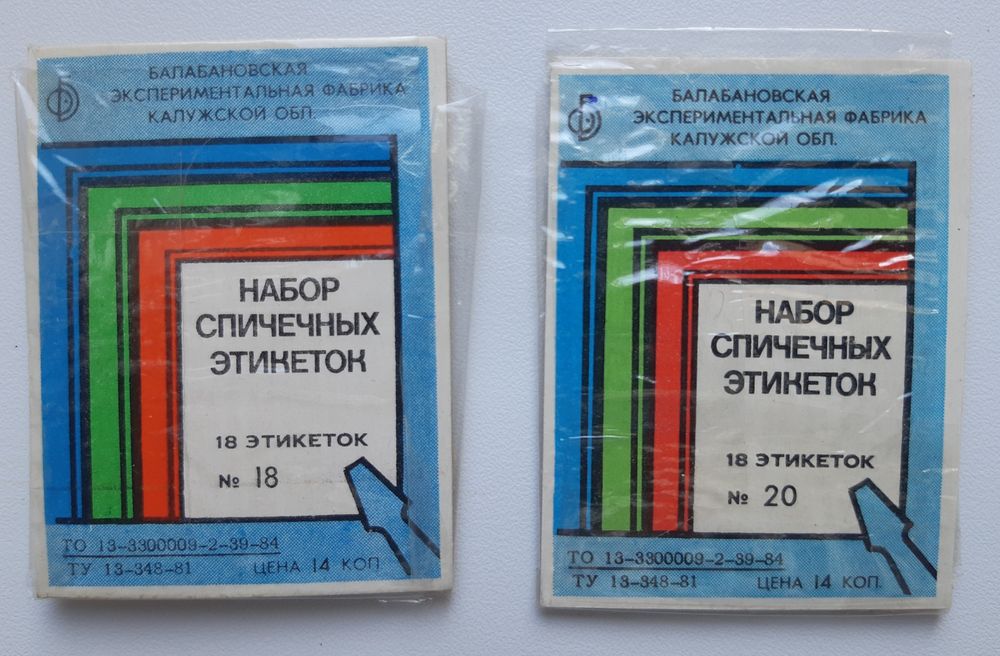 БАЛАБАНОВСКАЯ
ЭКСПЕРИМЕНТАЛЬНАЯ ФАБРИКА
КАЛУЖСКОЙ ОБЛ.
НАБОР
СПИЧЕЧНЫХ
ЭТИКЕТОК
18 ЭТИКЕТОК
№ 18
ТО 13-3300009-2-39-84
ТУ 13-348-81 ЦЕНА 14 КОП
БАЛАБАНОВСКАЯ
ЭКСПЕРИМЕНТАЛЬНАЯ ФАБРИКА
КАЛУЖСКОЙ ОБЛ.
НАБОР
СПИЧЕЧНЫХ
ЭТИКЕТОК
18 ЭТИКЕТОК
№ 20
ТО 13-3300009-2-39-84
ТУ 13-348-81 ЦЕНА 14 КОП.